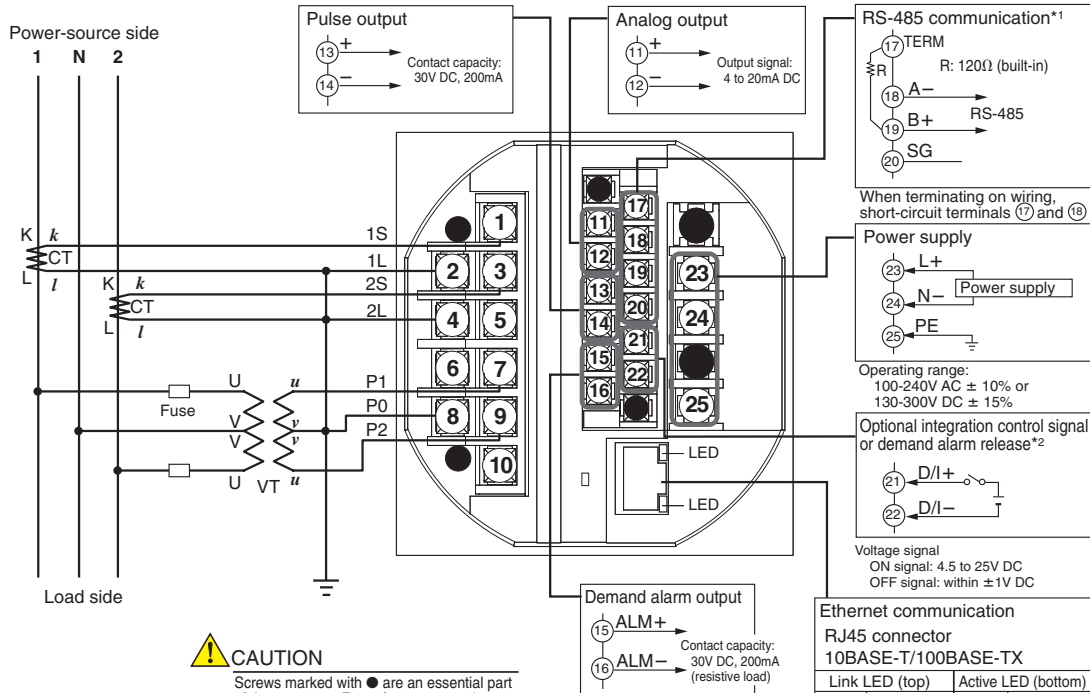 Power-source side
1 N 2
Pulse output
13 +
14 −
Contact capacity:
30V DC, 200mA
Analog output
11 +
12 −
Output signal:
4 to 20mA DC
RS-485 communication*1
17 TERM
R
R: 120Ω (built-in)
18 A−
19 B+
RS-485
20 SG
When terminating on wiring,
short-circuit terminals ⑰ and ⑱
K k
CT
L l
K k
CT
L l
1S
1L
2S
2L
P1
P0
P2
U u
Fuse
V v
V v
U VT u
1
2 3
4 5
6 7
8 9
10
11
12
13
14
15
16
17
18
19
20
21
22
23
24
25
LED
LED
Load side
Power supply
23 L+
24 N−
Power supply
25 PE
Operating range:
100-240V AC ± 10% or
130-300V DC ± 15%
Optional integration control signal
or demand alarm release*2
21 D/I+
22 D/I−
Voltage signal
ON signal: 4.5 to 25V DC
OFF signal: within ±1V DC
Demand alarm output
15 ALM+
16 ALM−
Contact capacity:
30V DC, 200mA
(resistive load)
Ethernet communication
RJ45 connector
10BASE-T/100BASE-TX
Link LED (top) Active LED (bottom)
CAUTION
Screws marked with ● are an essential part